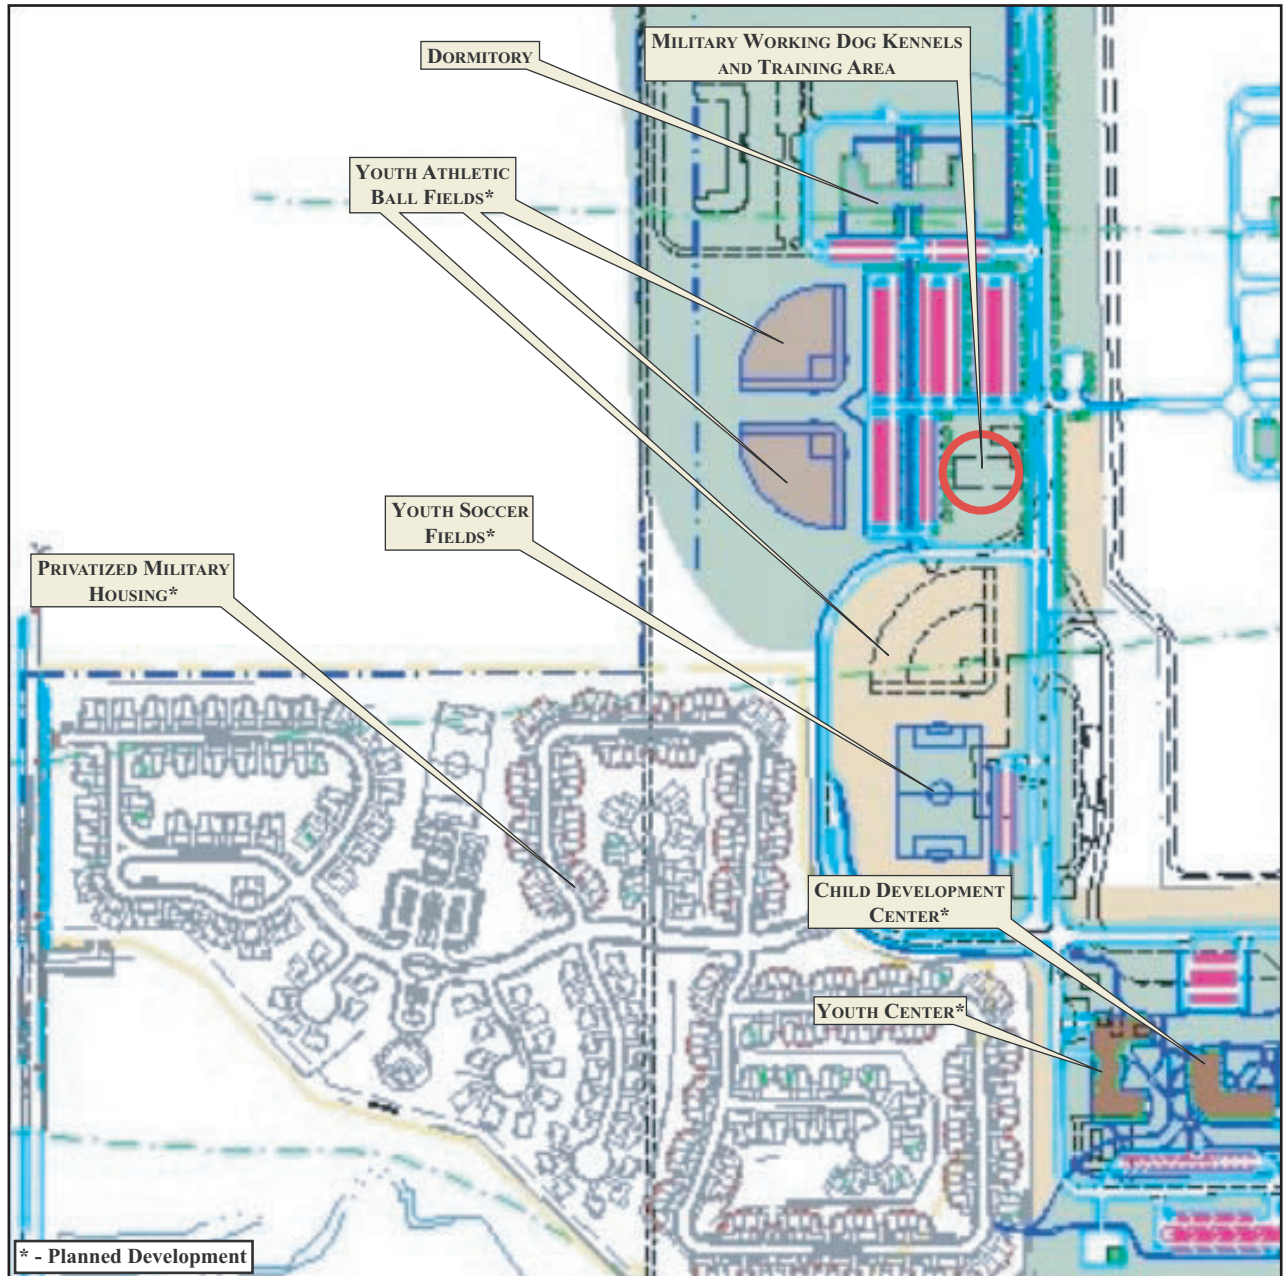 Dormitory
Military Working Dog Kennels
and Training Area
Youth Athletic
Ball Fields*
Youth Soccer
Fields*
Privatized Military
Housing*
Child Development
Center*
Youth Center*
* - Planned Development